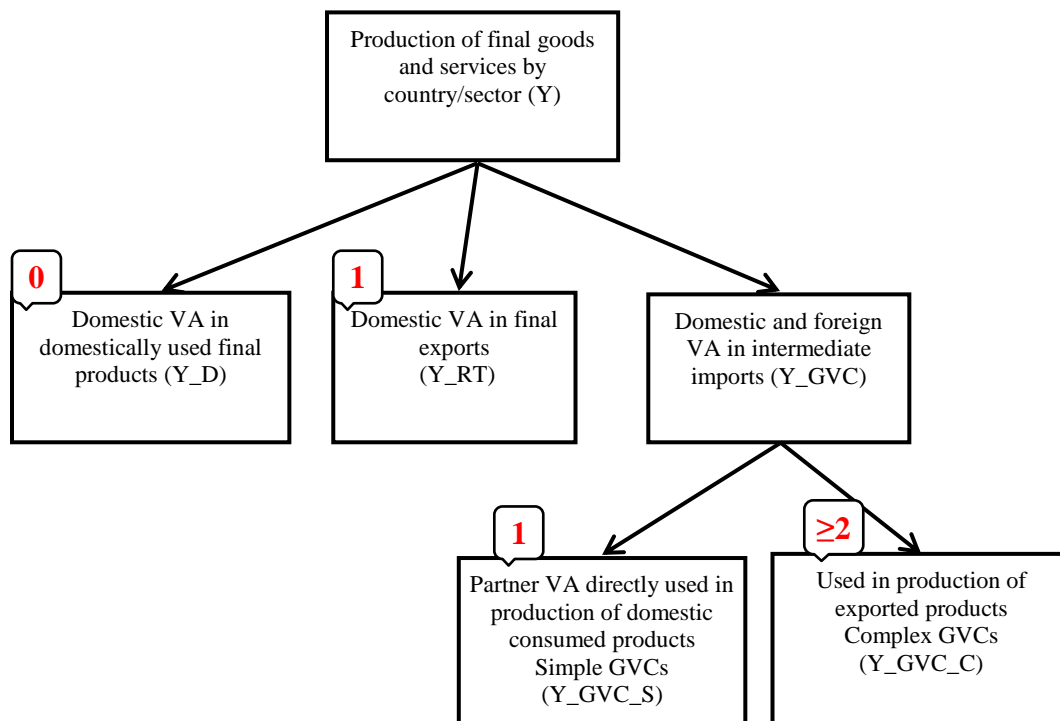 Production of final goods
and services by
country/sector (Y)
0
Domestic VA in
domestically used final
products (Y_D)
1
Domestic VA in final
exports
(Y_RT)
Domestic and foreign
VA in intermediate
imports (Y_GVC)
1
Partner VA directly used in
production of domestic
consumed products
Simple GVCs
(Y_GVC_S)
≥2
Used in production of
exported products
Complex GVCs
(Y_GVC_C)